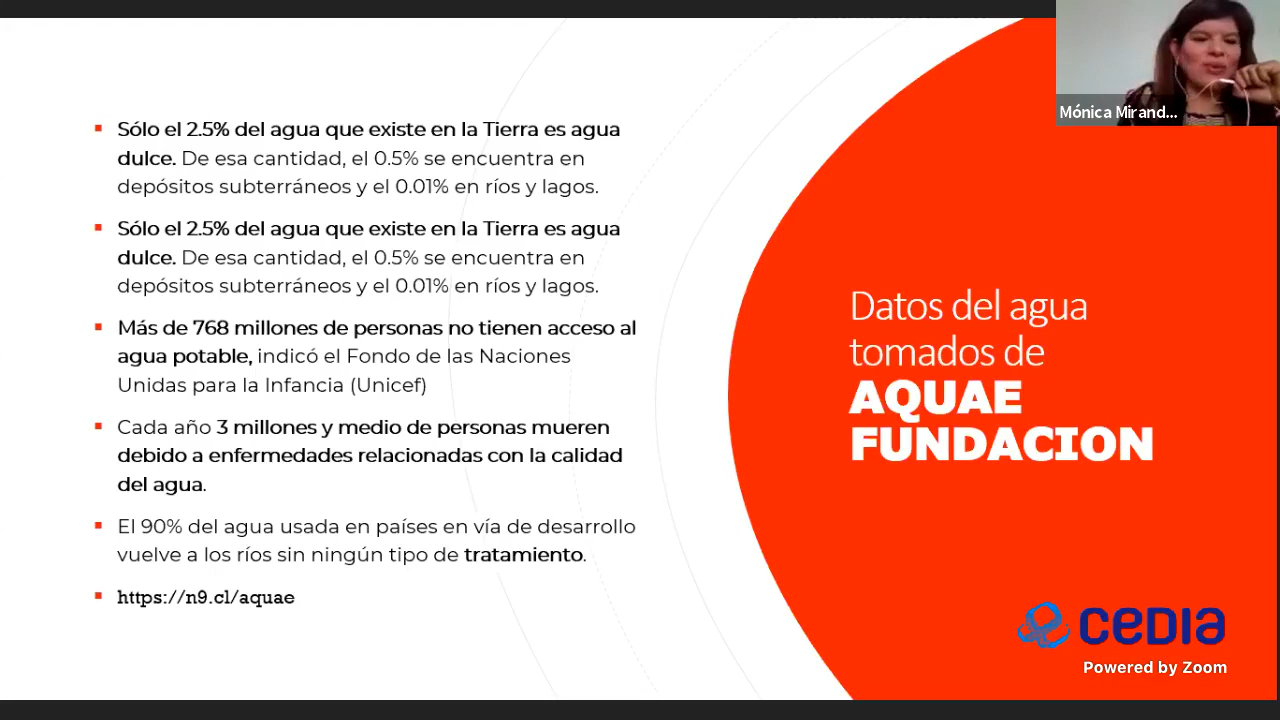 Sólo el 2.5% del agua que existe en la Tierra es agua
dulce. De esa cantidad, el 0.5% se encuentra en
depósitos subterráneos y el 0.01% en ríos y lagos.
Sólo el 2.5% del agua que existe en la Tierra es agua
dulce. De esa cantidad, el 0.5% se encuentra en
depósitos subterráneos y el 0.01% en ríos y lagos.
Más de 768 millones de personas no tienen acceso al
agua potable, indicó el Fondo de las Naciones
Unidas para la Infancia (Unicef)
Cada año 3 millones y medio de personas mueren
debido a enfermedades relacionadas con la calidad
del agua.
El 90% del agua usada en países en vía de desarrollo
vuelve a los ríos sin ningún tipo de tratamiento.
https://n9.cl/aquae
Datos del agua
tomados de
AQUAE
FUNDACION
Mónica Mirand...
cedia
Powered by Zoom